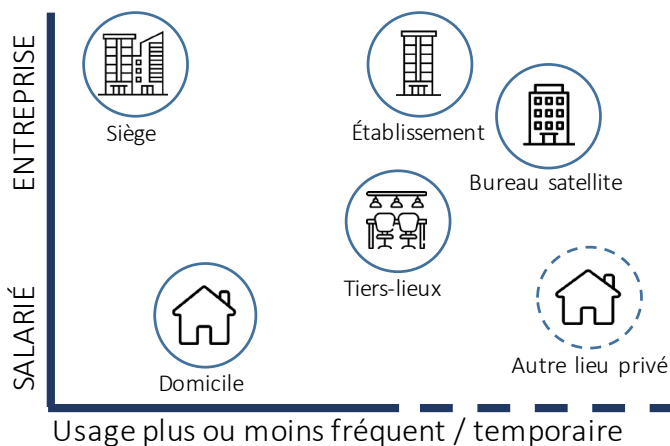 ENTREPRISE
SALARIÉ
Siège
Établissement
Bureau satellite
Tiers-lieux
Domicile
Autre lieu privé
Usage plus ou moins fréquent / temporaire